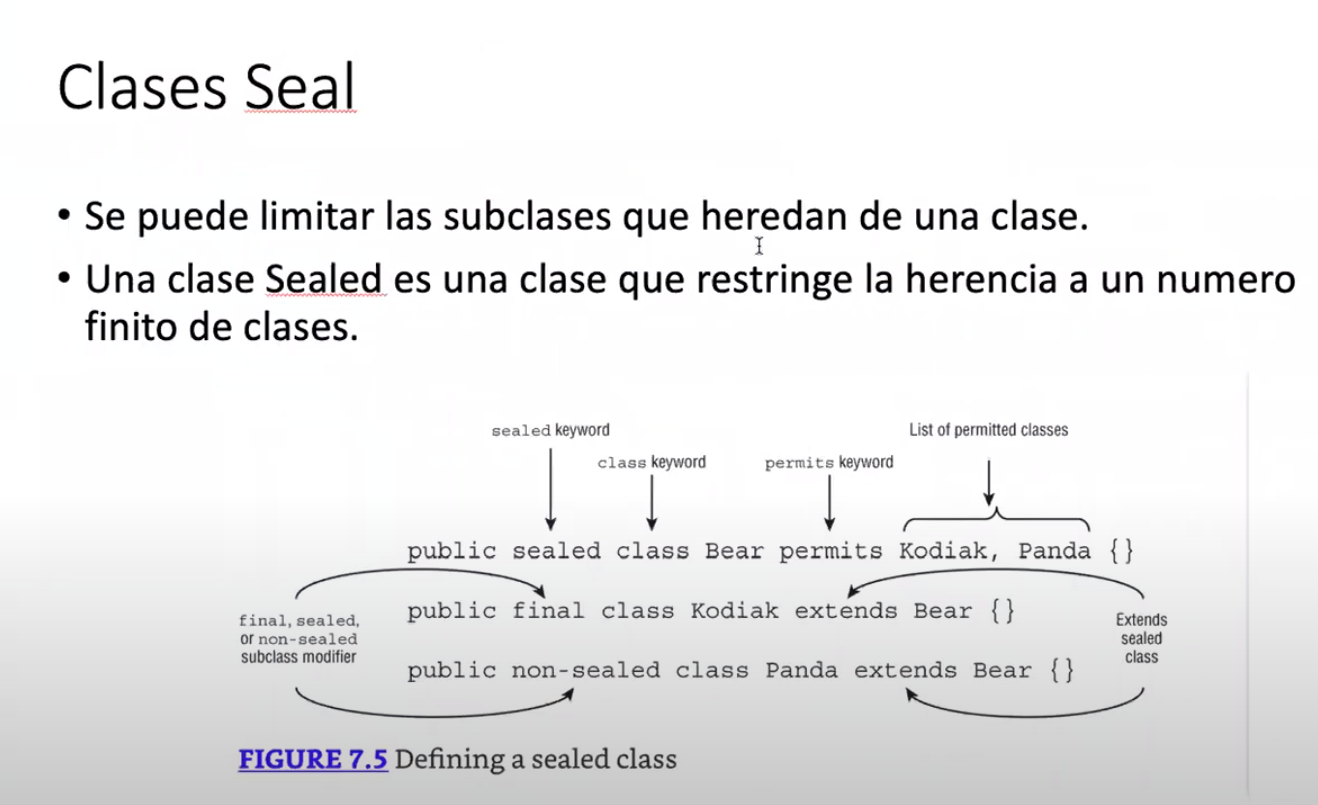 Clases Seal
• Se puede limitar las subclases que heredan de una clase.
• Una clase Sealed es una clase que restringe la herencia a un numero
finito de clases.
sealed keyword
List of permitted classes
class keyword
permits keyword
public sealed class Bear permits Kodiak, Panda {}
public final class Kodiak extends Bear {}
final, sealed,
or non-sealed
subclass modifier
Extends
sealed
class
public non-sealed class Panda extends Bear {}
FIGURE 7.5 Defining a sealed class